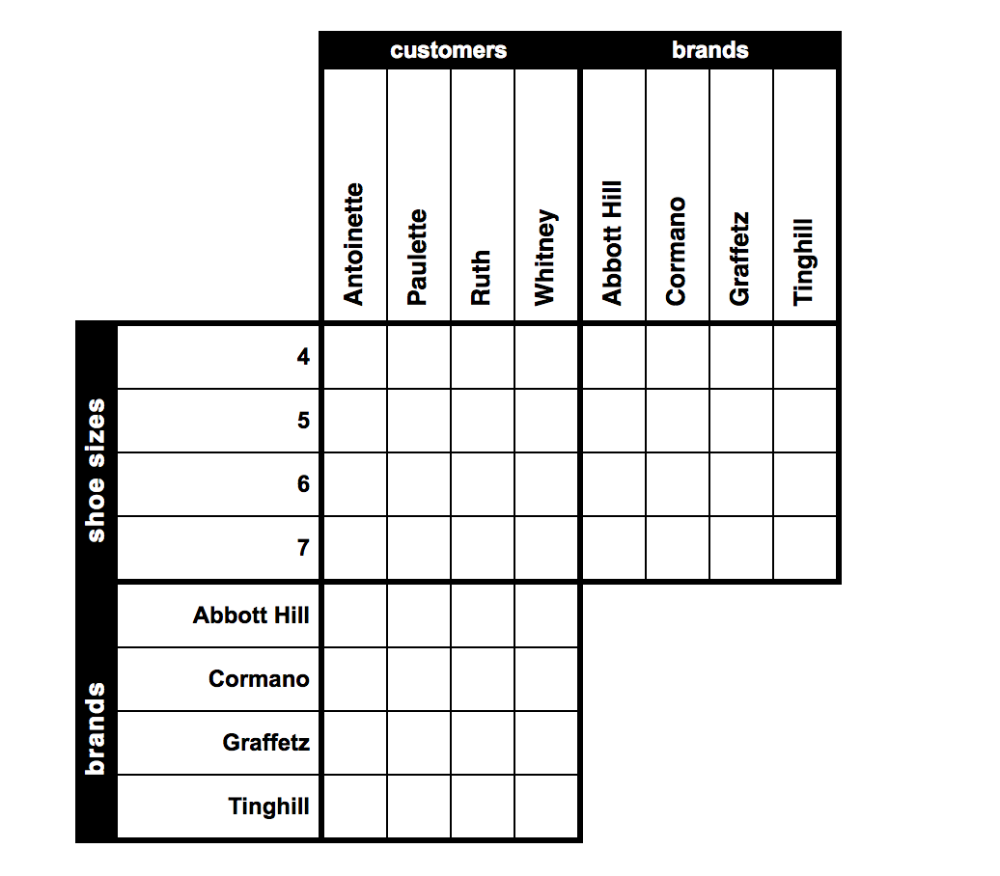 customers brands
Antoinette
Paulette
Ruth
Whitney
Abbott Hill
Cormano
Graffetz
Tinghill
shoe sizes
4
5
6
7
brands
Abbott Hill
Cormano
Graffetz
Tinghill